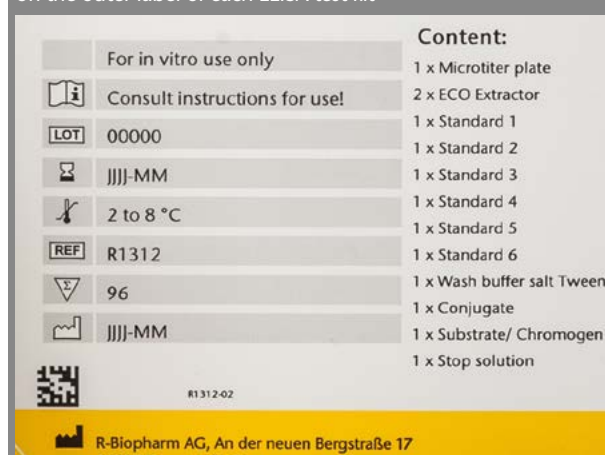 For in vitro use only
Consult instructions for use!
LOT 00000
JJJJ-MM
2 to 8 °C
REF R1312
Σ 96
JJJJ-MM
R1312-02
Content:
1 x Microtiter plate
2 x ECO Extractor
1 x Standard 1
1 x Standard 2
1 x Standard 3
1 x Standard 4
1 x Standard 5
1 x Standard 6
1 x Wash buffer salt Tween
1 x Conjugate
1 x Substrate/ Chromogen
1 x Stop solution
R-Biopharm AG, An der neuen Bergstraße 17